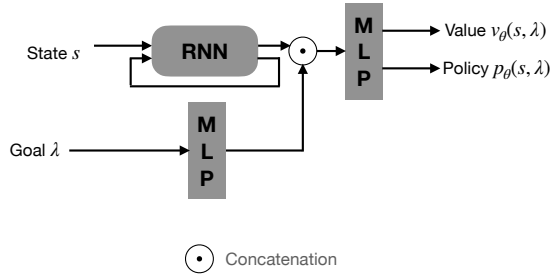 State s
RNN
M
L
P
Value vθ(s, λ)
Policy pθ(s, λ)
Goal λ
M
L
P
Concatenation